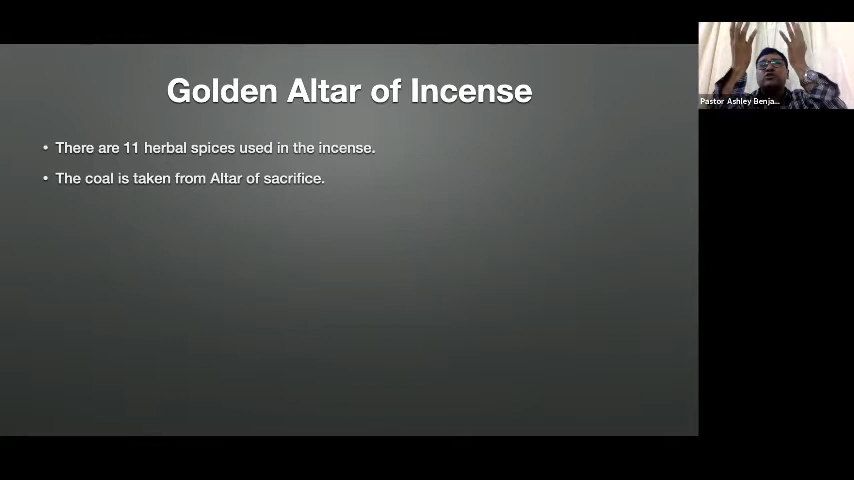 Golden Altar of Incense
• There are 11 herbal spices used in the incense.
• The coal is taken from Altar of sacrifice.
Pastor Ashley Benja...